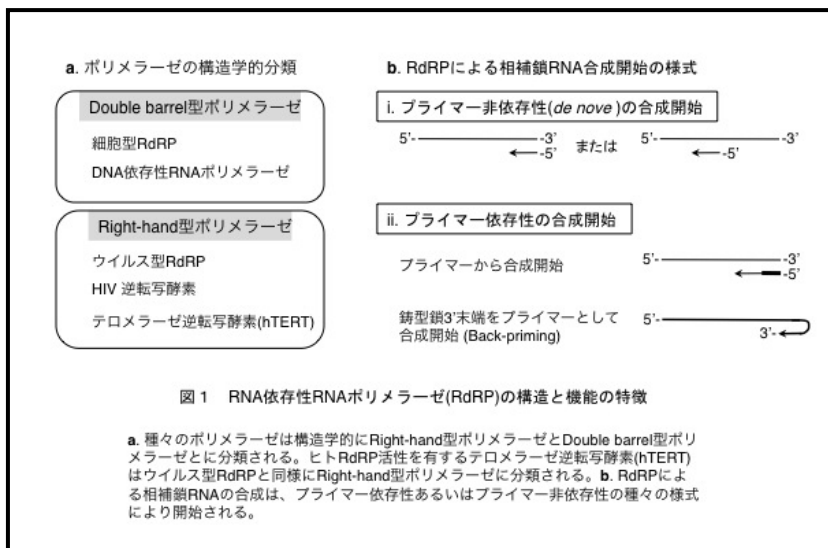 a. ポリメラーゼの構造学的分類
Double barrel型ポリメラーゼ
細胞型RdRP
DNA依存性RNAポリメラーゼ
Right-hand型ポリメラーゼ
ウイルス型RdRP
HIV 逆転写酵素
テロメラーゼ逆転写酵素(hTERT)
b. RdRPによる相補鎖RNA合成開始の様式
i. プライマー非依存性(de nove )の合成開始
5'- -3' または 5'- -3'
-5' -5'
ii. プライマー依存性の合成開始
プライマーから合成開始 5'- -3'
-5'
鋳型鎖3'末端をプライマーとして 5'-
合成開始 (Back-priming) 3'-
図 1 RNA依存性RNAポリメラーゼ(RdRP)の構造と機能の特徴
a. 種々のポリメラーゼは構造学的にRight-hand型ポリメラーゼとDouble barrel型ポリ
メラーゼとに分類される。ヒトRdRP活性を有するテロメラーゼ逆転写酵素(hTERT)
はウイルス型RdRPと同様にRight-hand型ポリメラーゼに分類される。b. RdRPによ
る相補鎖RNAの合成は、プライマー依存性あるいはプライマー非依存性の種々の様式
により開始される。